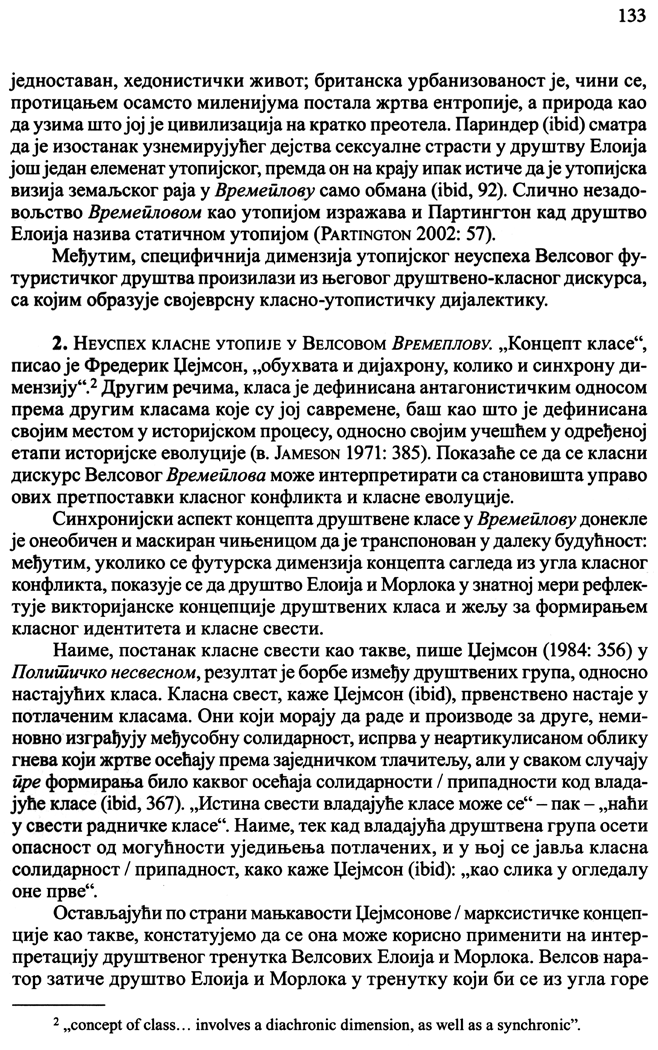 133
једноставан, хедонистички живот; британска урбанизованост је, чини се,
протицањем осамсто миленијума постала жртва ентропије, а природа као
да узима што јој је цивилизација на кратко преотела. Париндер (ibid) сматра
да је изостанак узнемирујућег дејства сексуалне страсти у друштву Елоија
још један елеменат утопијског, премда он на крају ипак истиче да је утопијска
визија земаљског раја у Времеплову само обмана (ibid, 92). Слично незадо-
вољство Времепловом као утопијом изражава и Партингтон кад друштво
Елоија назива статичном утопијом (Partington 2002: 57).
Међутим, специфичнија димензија утопијског неуспеха Велсовог фу-
туристичког друштва произилази из његовог друштвено-класног дискурса,
са којим образује својеврсну класно-утопистичку дијалектику.
2. Неуспех класне утопије у Велсовом Времеплову. „Концепт класе“,
писао је Фредерик Џејмсон, „обухвата и дијахрону, колико и синхрону ди-
мензију“.² Другим речима, класа је дефинисана антагонистичким односом
према другим класама које су јој савремене, баш као што је дефинисана
својим местом у историјском процесу, односно својим учешћем у одређеној
етапи историјске еволуције (в. Jameson 1971: 385). Показаће се да се класни
дискурс Велсовог Времеплова може интерпретирати са становишта управо
ових претпоставки класног конфликта и класне еволуције.
Синхронијски аспект концепта друштвене класе у Времеплову донекле
је онеобичен и маскиран чињеницом да је транспонован у далеку будућност:
међутим, уколико се футурска димензија концепта сагледа из угла класног
конфликта, показује се да друштво Елоија и Морлока у знатној мери рефлек-
тује викторијанске концепције друштвених класа и жељу за формирањем
класног идентитета и класне свести.
Наиме, постанак класне свести као такве, пише Џејмсон (1984: 356) у
Политичко несвесном, резултат је борбе између друштвених група, односно
настајућих класа. Класна свест, каже Џејмсон (ibid), првенствено настаје у
потлаченим класама. Они који морају да раде и производе за друге, неми-
новно изграђују међусобну солидарност, испрва у неартикулисаном облику
гнева који жртве осећају према заједничком тлачитељу, али у сваком случају
пре формирања било каквог осећаја солидарности / припадности код влада-
јуће класе (ibid, 367). „Истина свести владајуће класе може се“ – пак – „наћи
у свести радничке класе“. Наиме, тек кад владајућа друштвена група осети
опасност од могућности уједињења потлачених, и у њој се јавља класна
солидарност / припадност, како каже Џејмсон (ibid): „као слика у огледалу
оне прве“.
Остављајући по страни мањкавости Џејмсонове / марксистичке концеп-
ције као такве, констатујемо да се она може корисно применити на интер-
претацију друштвеног тренутка Велсових Елоија и Морлока. Велсов нара-
тор затиче друштво Елоија и Морлока у тренутку који би се из угла горе
² „concept of class… involves a diachronic dimension, as well as a synchronic”.